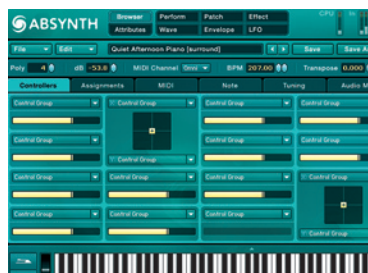 ABSYNTH Browser Perform Patch Effect CPU In
Attributes Wave Envelope LFO
File Edit Quiet Afternoon Piano [surround] Save Save A
Poly 4 dB -53.8 MIDI Channel Omni BPM 207.00 Transpose 0.000
Controllers Assignments MIDI Note Tuning Audio M
Control Group Y: Control Group Control Group Control Group
Control Group Control Group Control Group
X: Control Group
Control Group Control Group Control Group Y: Control Group
Control Group Control Group Control Group
X: Control Group